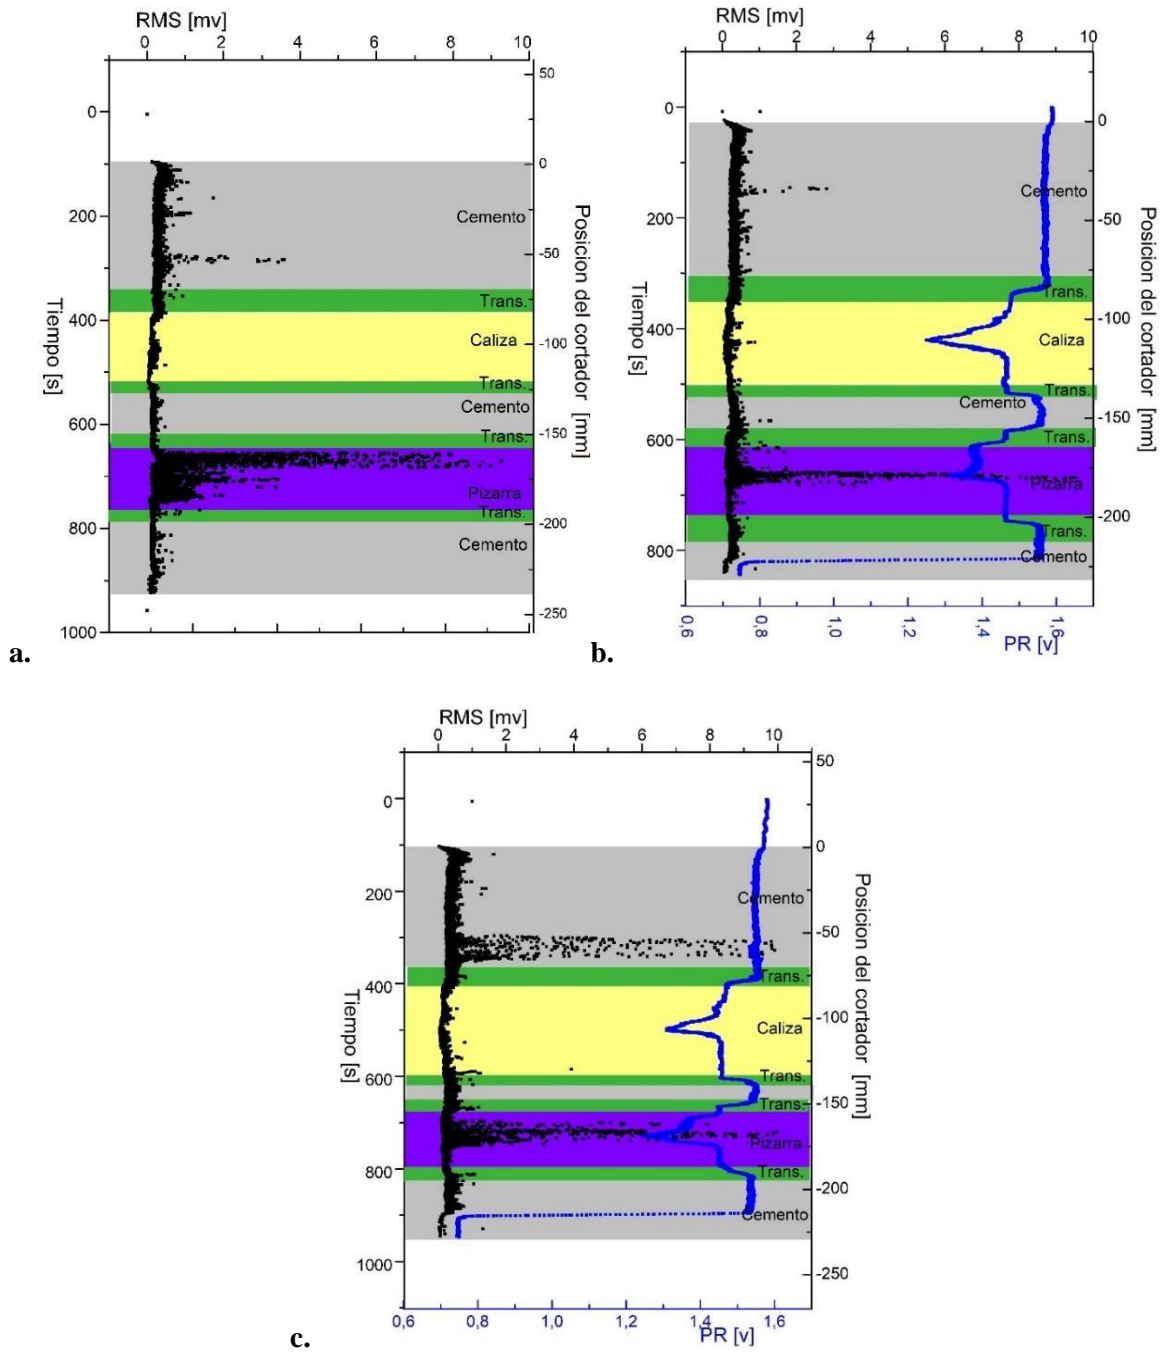 RMS [mv]
0 2 4 6 8 10
50
0
0
200
Cemento
-50
Trans.
400
Caliza
-100
Trans.
Cemento
600
Trans.
-150
Pizarra
Trans.
-200
800
Cemento
-250
1000
Tiempo [s]
Posicion del cortador [mm]
a.
RMS [mv]
0 2 4 6 8 10
0
0
Cemento
200
-50
Trans.
400
-100
Caliza
Trans.
Cemento
-150
600
Trans.
Pizarra
-200
Trans.
800
Cemento
Tiempo [s]
Posicion del cortador [mm]
0,6 0,8 1,0 1,2 1,4 1,6
PR [v]
b.
RMS [mv]
0 2 4 6 8 10
50
0
0
200
Cemento
-50
Trans.
400
-100
Caliza
600
Trans.
-150
Trans.
Pizarra
800
Trans.
-200
Cemento
1000
-250
Tiempo [s]
Posicion del cortador [mm]
0,6 0,8 1,0 1,2 1,4 1,6
PR [v]
c.